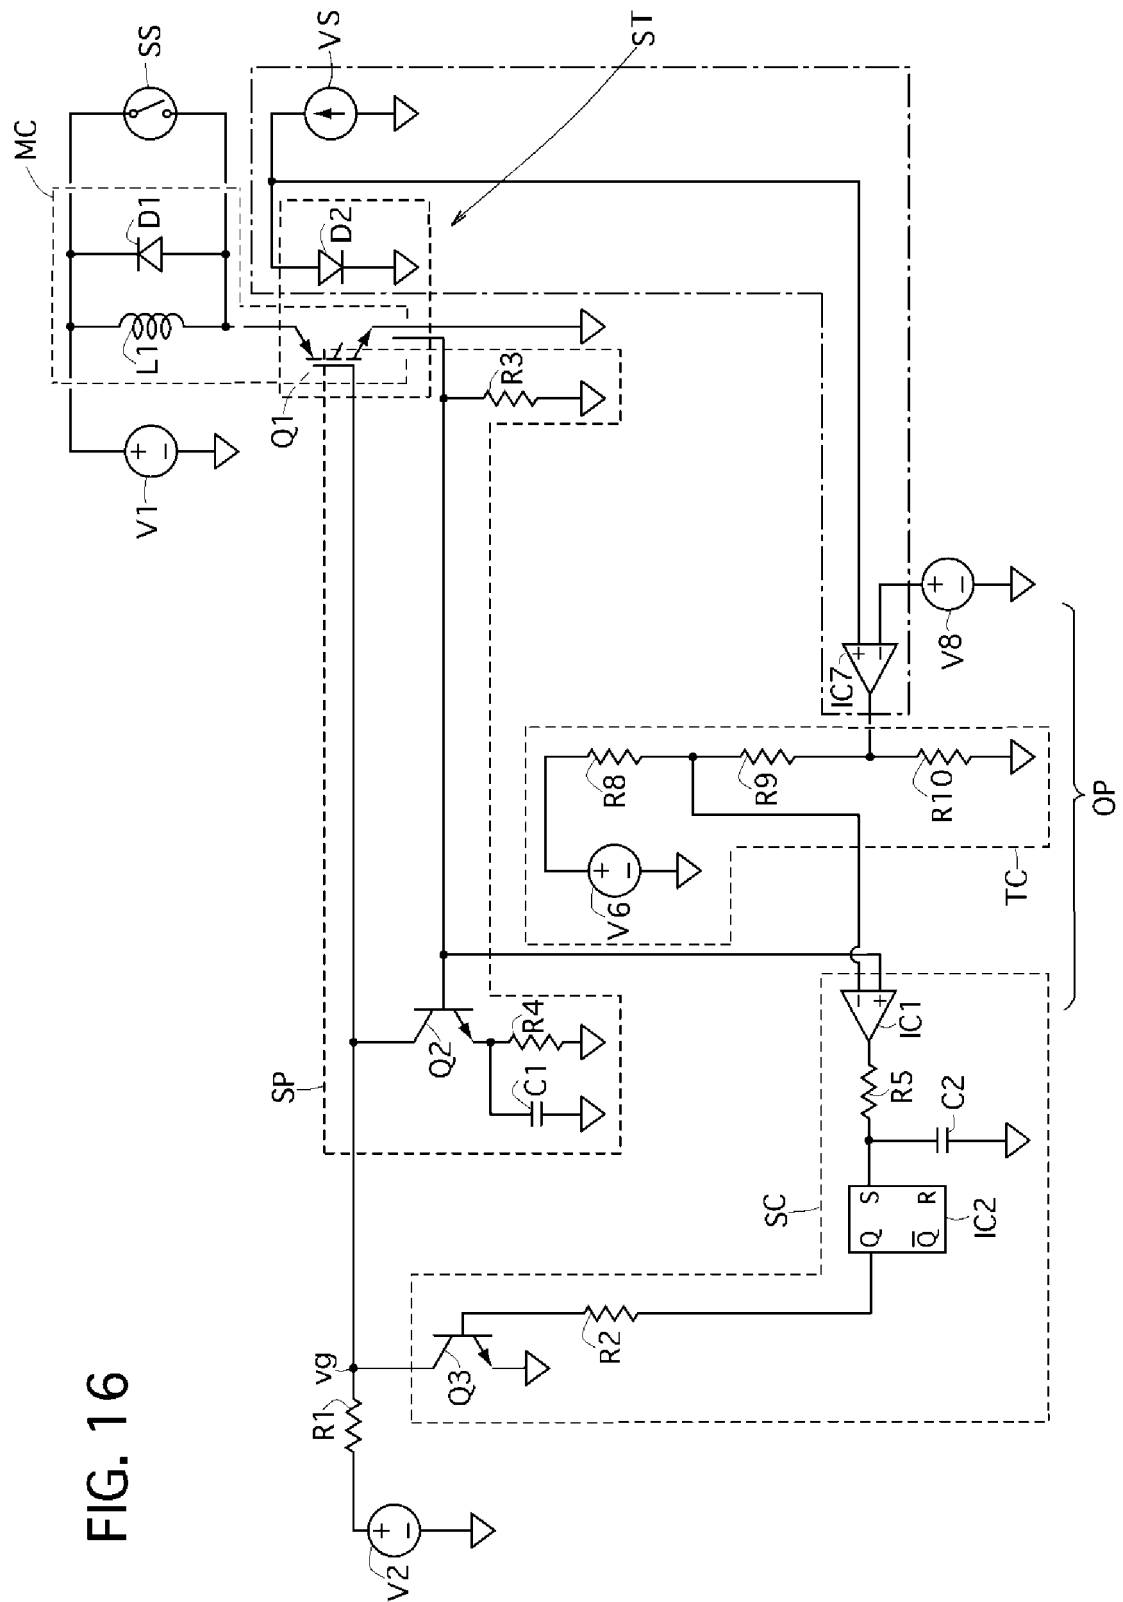 FIG. 16
MC
SS
VS
ST
D1
L1
D2
Q1
V1
+
−
R3
SP
Q2
R4
C1
vg
R1
V2
+
−
Q3
R2
SC
Q
S
Q
R
IC2
R5
C2
IC1
−
+
V6
+
−
R8
R9
R10
TC
IC7
+
−
V8
+
−
OP